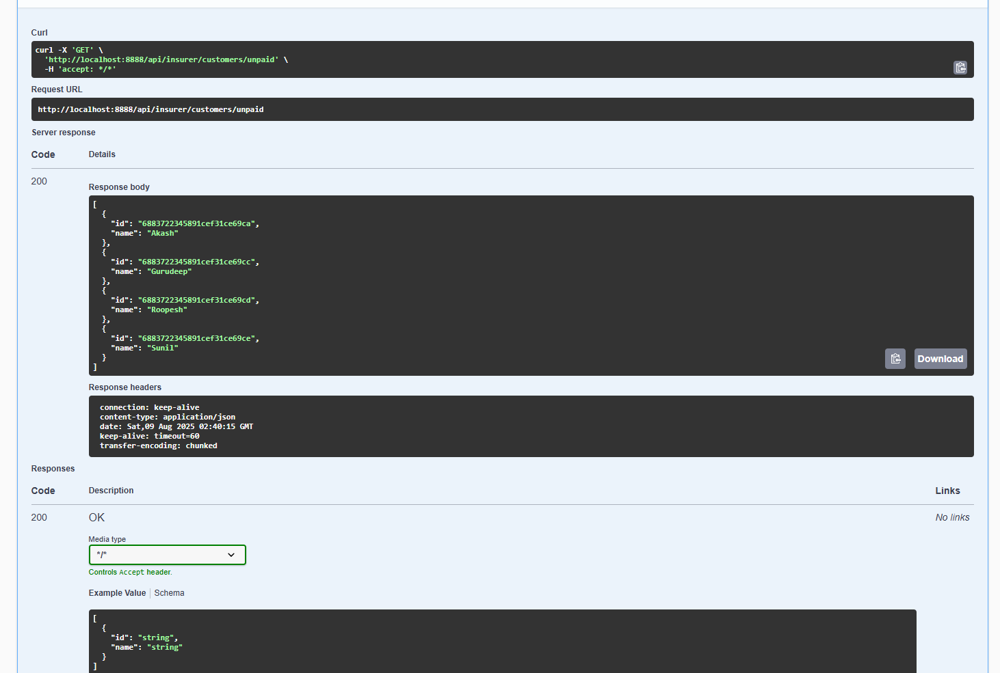 Curl
curl -X 'GET' \
  'http://localhost:8888/api/insurer/customers/unpaid' \
  -H 'accept: */*'
Request URL
http://localhost:8888/api/insurer/customers/unpaid
Server response
Code Details
200
Response body
[
  {
    "id": "6883722345891cef31ce69ca",
    "name": "Akash"
  },
  {
    "id": "6883722345891cef31ce69cc",
    "name": "Gurudeep"
  },
  {
    "id": "6883722345891cef31ce69cd",
    "name": "Roopesh"
  },
  {
    "id": "6883722345891cef31ce69ce",
    "name": "Sunil"
  }
]
Download
Response headers
connection: keep-alive
content-type: application/json
date: Sat,09 Aug 2025 02:40:15 GMT
keep-alive: timeout=60
transfer-encoding: chunked
Responses
Code Description Links
200 OK No links
Media type
*/*
Controls Accept header.
Example Value Schema
[
  {
    "id": "string",
    "name": "string"
  }
]